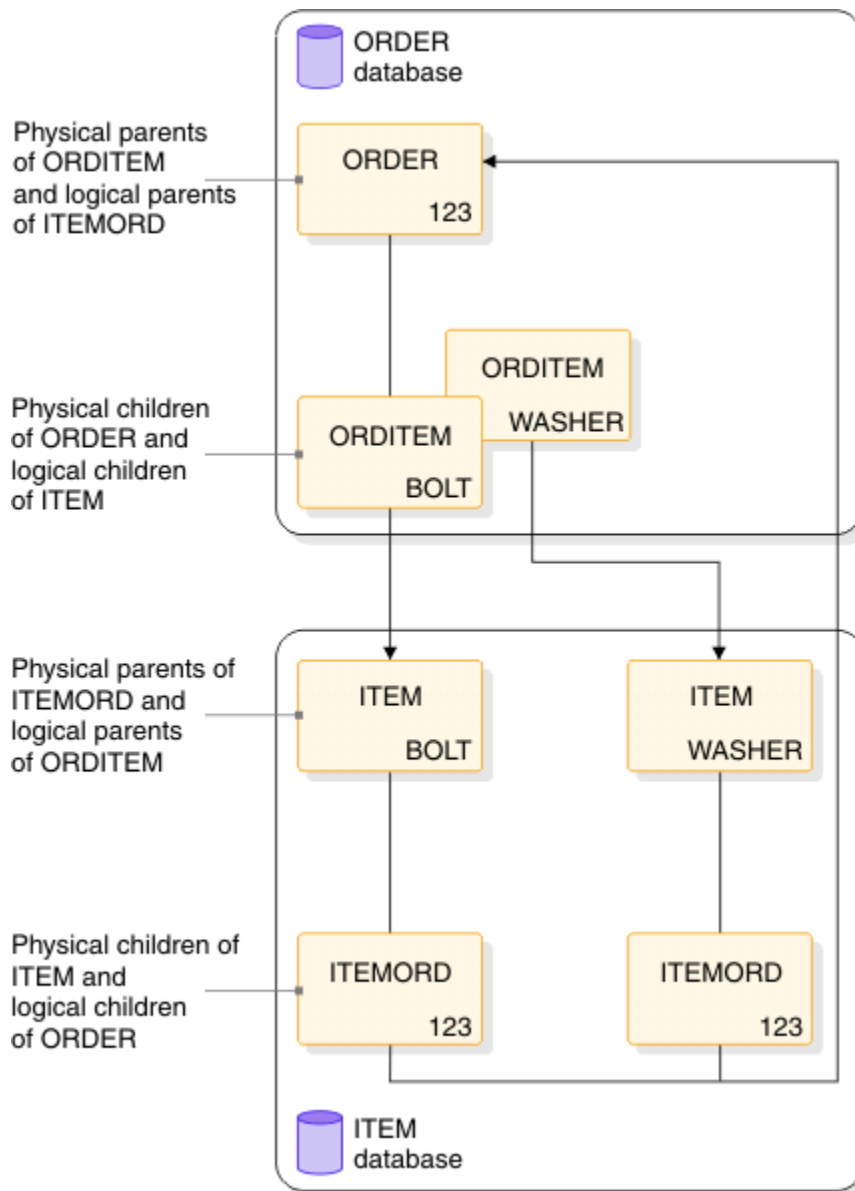 ORDER
database
Physical parents
of ORDITEM
and logical parents
of ITEMORD
ORDER
123
ORDITEM
WASHER
Physical children
of ORDER and
logical children
of ITEM
ORDITEM
BOLT
Physical parents of
ITEMORD and
logical parents
of ORDITEM
ITEM
BOLT
ITEM
WASHER
Physical children of
ITEM and
logical children
of ORDER
ITEMORD
123
ITEMORD
123
ITEM
database